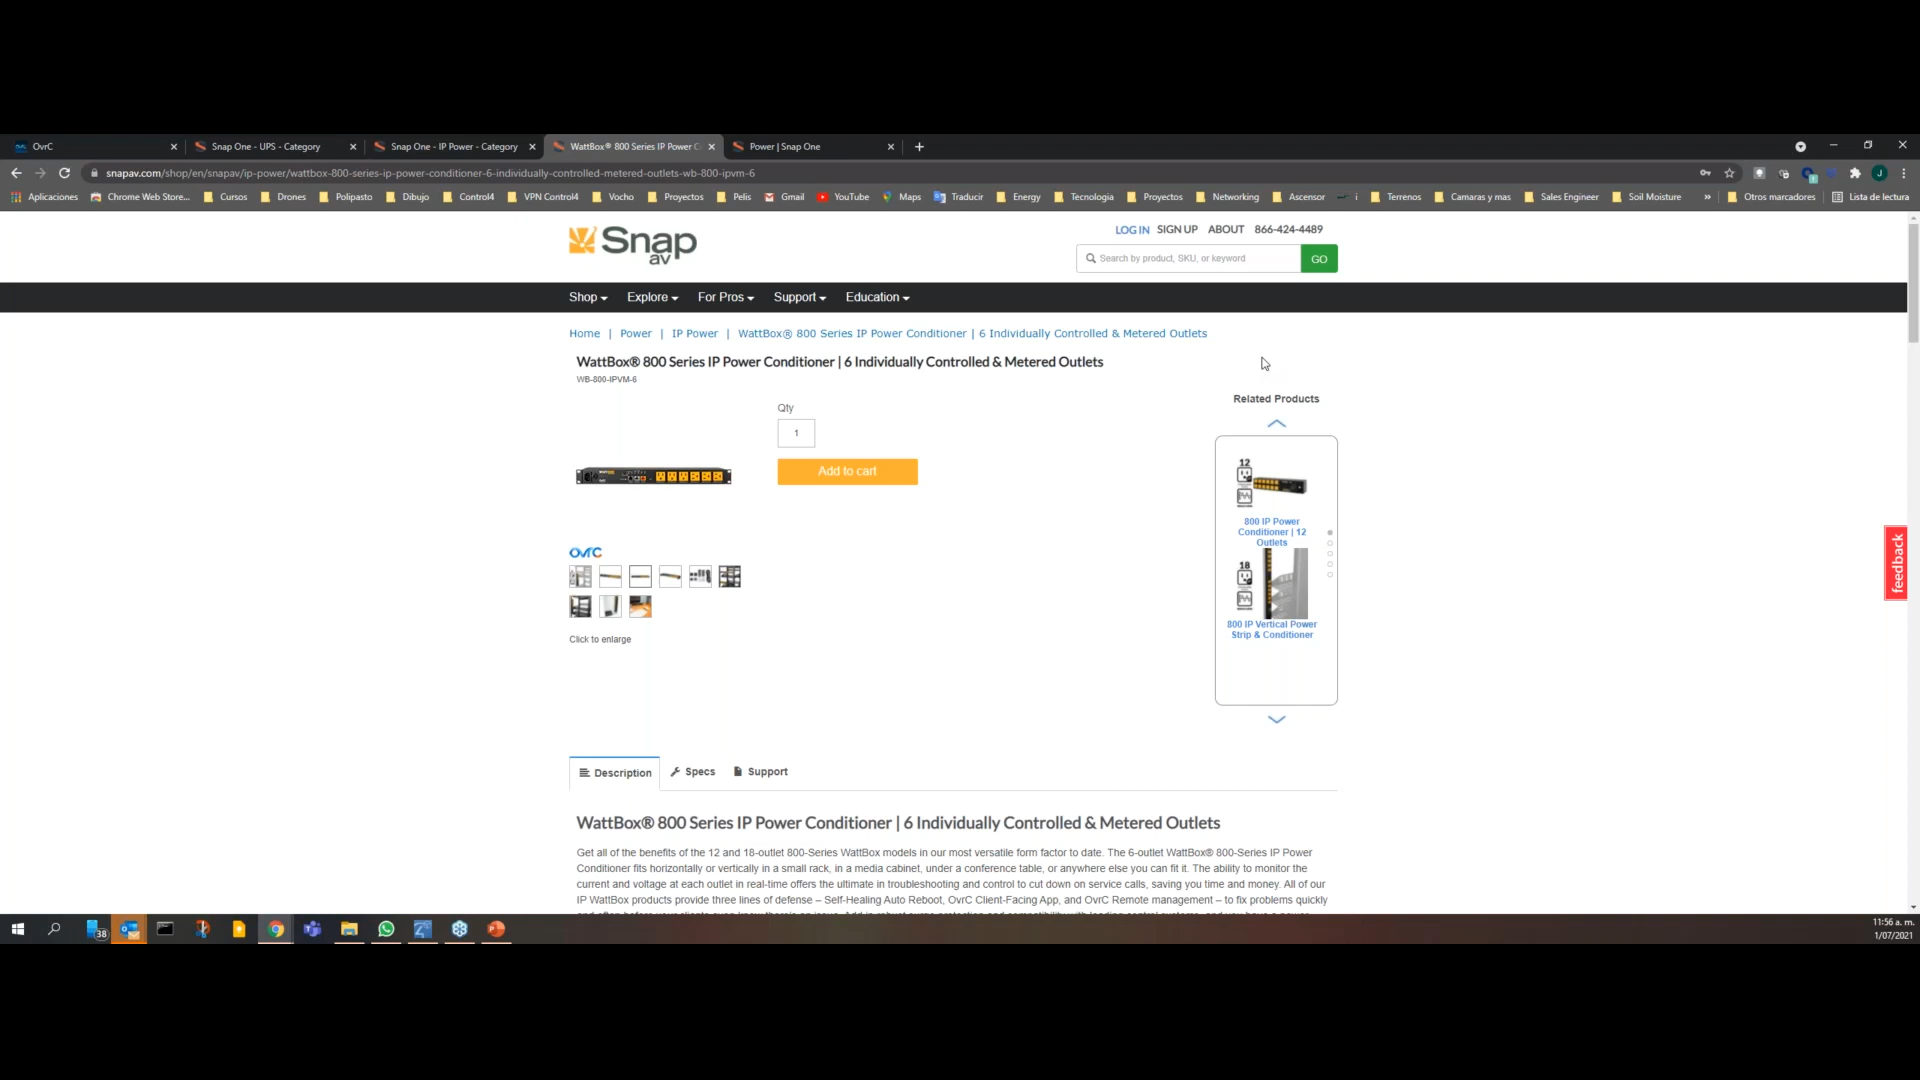 OvrC
Snap One - UPS - Category
Snap One - IP Power - Category
WattBox® 800 Series IP Power C
Power | Snap One
snapav.com/shop/en/snapav/ip-power/wattbox-800-series-ip-power-conditioner-6-individually-controlled-metered-outlets-wb-800-ipvm-6
Aplicaciones
Chrome Web Store...
Cursos
Drones
Polipasto
Dibujo
Control4
VPN Control4
Vocho
Proyectos
Pelis
Gmail
YouTube
Maps
Traducir
Energy
Tecnologia
Proyectos
Networking
Ascensor
i
Terrenos
Camaras y mas
Sales Engineer
Soil Moisture
»
Otros marcadores
Lista de lectura
Snap
av
LOG IN SIGN UP ABOUT 866-424-4489
Search by product, SKU, or keyword
GO
Shop
Explore
For Pros
Support
Education
Home | Power | IP Power | WattBox® 800 Series IP Power Conditioner | 6 Individually Controlled & Metered Outlets
WattBox® 800 Series IP Power Conditioner | 6 Individually Controlled & Metered Outlets
WB-800-IPVM-6
Qty
1
Add to cart
Related Products
12
800 IP Power
Conditioner | 12
Outlets
18
800 IP Vertical Power
Strip & Conditioner
feedback
OvrC
Click to enlarge
Description
Specs
Support
WattBox® 800 Series IP Power Conditioner | 6 Individually Controlled & Metered Outlets
Get all of the benefits of the 12 and 18-outlet 800-Series WattBox models in our most versatile form factor to date. The 6-outlet WattBox® 800-Series IP Power
Conditioner fits horizontally or vertically in a small rack, in a media cabinet, under a conference table, or anywhere else you can fit it. The ability to monitor the
current and voltage at each outlet in real-time offers the ultimate in troubleshooting and control to cut down on service calls, saving you time and money. All of our
IP WattBox products provide three lines of defense – Self-Healing Auto Reboot, OvrC Client-Facing App, and OvrC Remote management – to fix problems quickly
38
11:56 a. m.
1/07/2021